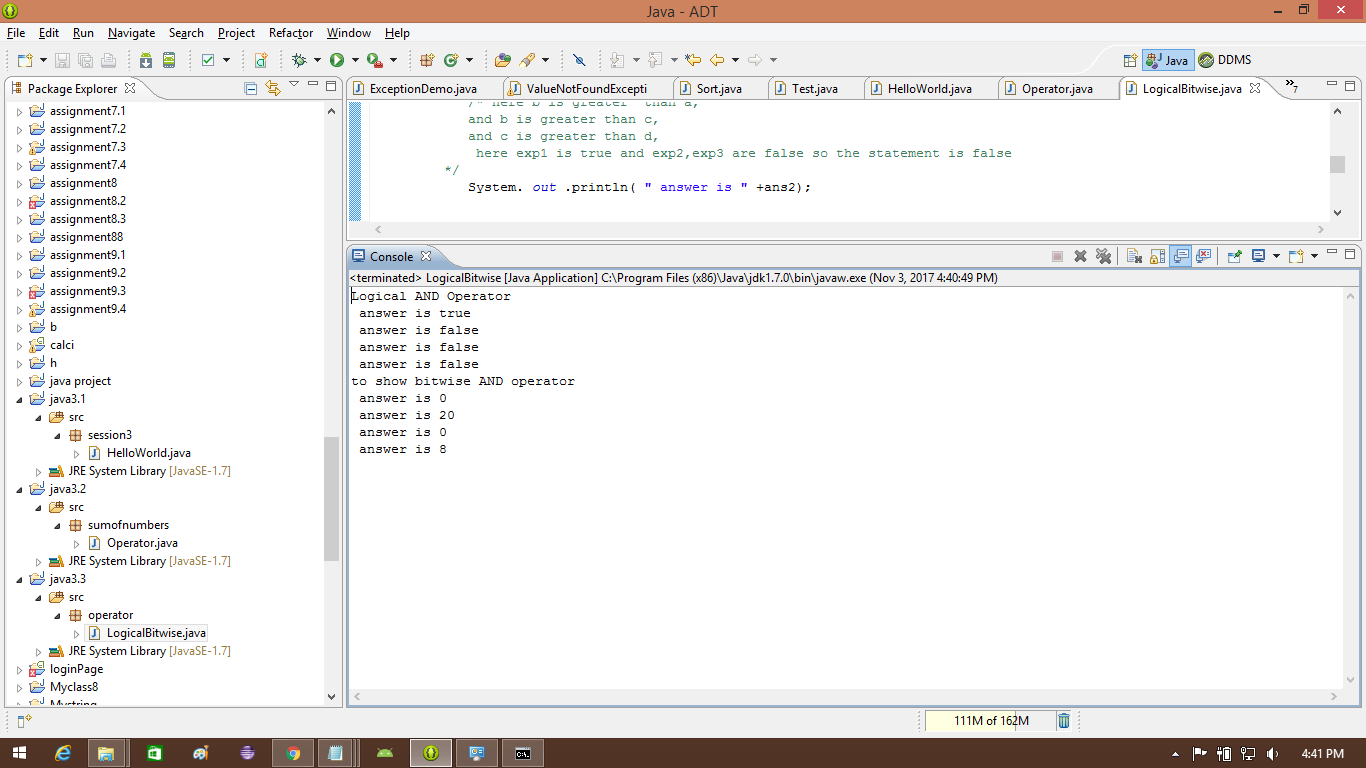 Java - ADT
File Edit Run Navigate Search Project Refactor Window Help
Java DDMS
Package Explorer
assignment7.1
assignment7.2
assignment7.3
assignment7.4
assignment8
assignment8.2
assignment8.3
assignment88
assignment9.1
assignment9.2
assignment9.3
assignment9.4
b
calci
h
java project
java3.1
src
session3
HelloWorld.java
JRE System Library [JavaSE-1.7]
java3.2
src
sumofnumbers
Operator.java
JRE System Library [JavaSE-1.7]
java3.3
src
operator
LogicalBitwise.java
JRE System Library [JavaSE-1.7]
loginPage
Myclass8
Mystring
ExceptionDemo.java ValueNotFoundExcepti Sort.java Test.java HelloWorld.java Operator.java LogicalBitwise.java »7
/* here b is greater than a,
and b is greater than c,
and c is greater than d,
here exp1 is true and exp2,exp3 are false so the statement is false
*/
System. out .println( " answer is " +ans2);
Console
<terminated> LogicalBitwise [Java Application] C:\Program Files (x86)\Java\jdk1.7.0\bin\javaw.exe (Nov 3, 2017 4:40:49 PM)
Logical AND Operator
answer is true
answer is false
answer is false
answer is false
to show bitwise AND operator
answer is 0
answer is 20
answer is 0
answer is 8
111M of 162M
C:\.
4:41 PM